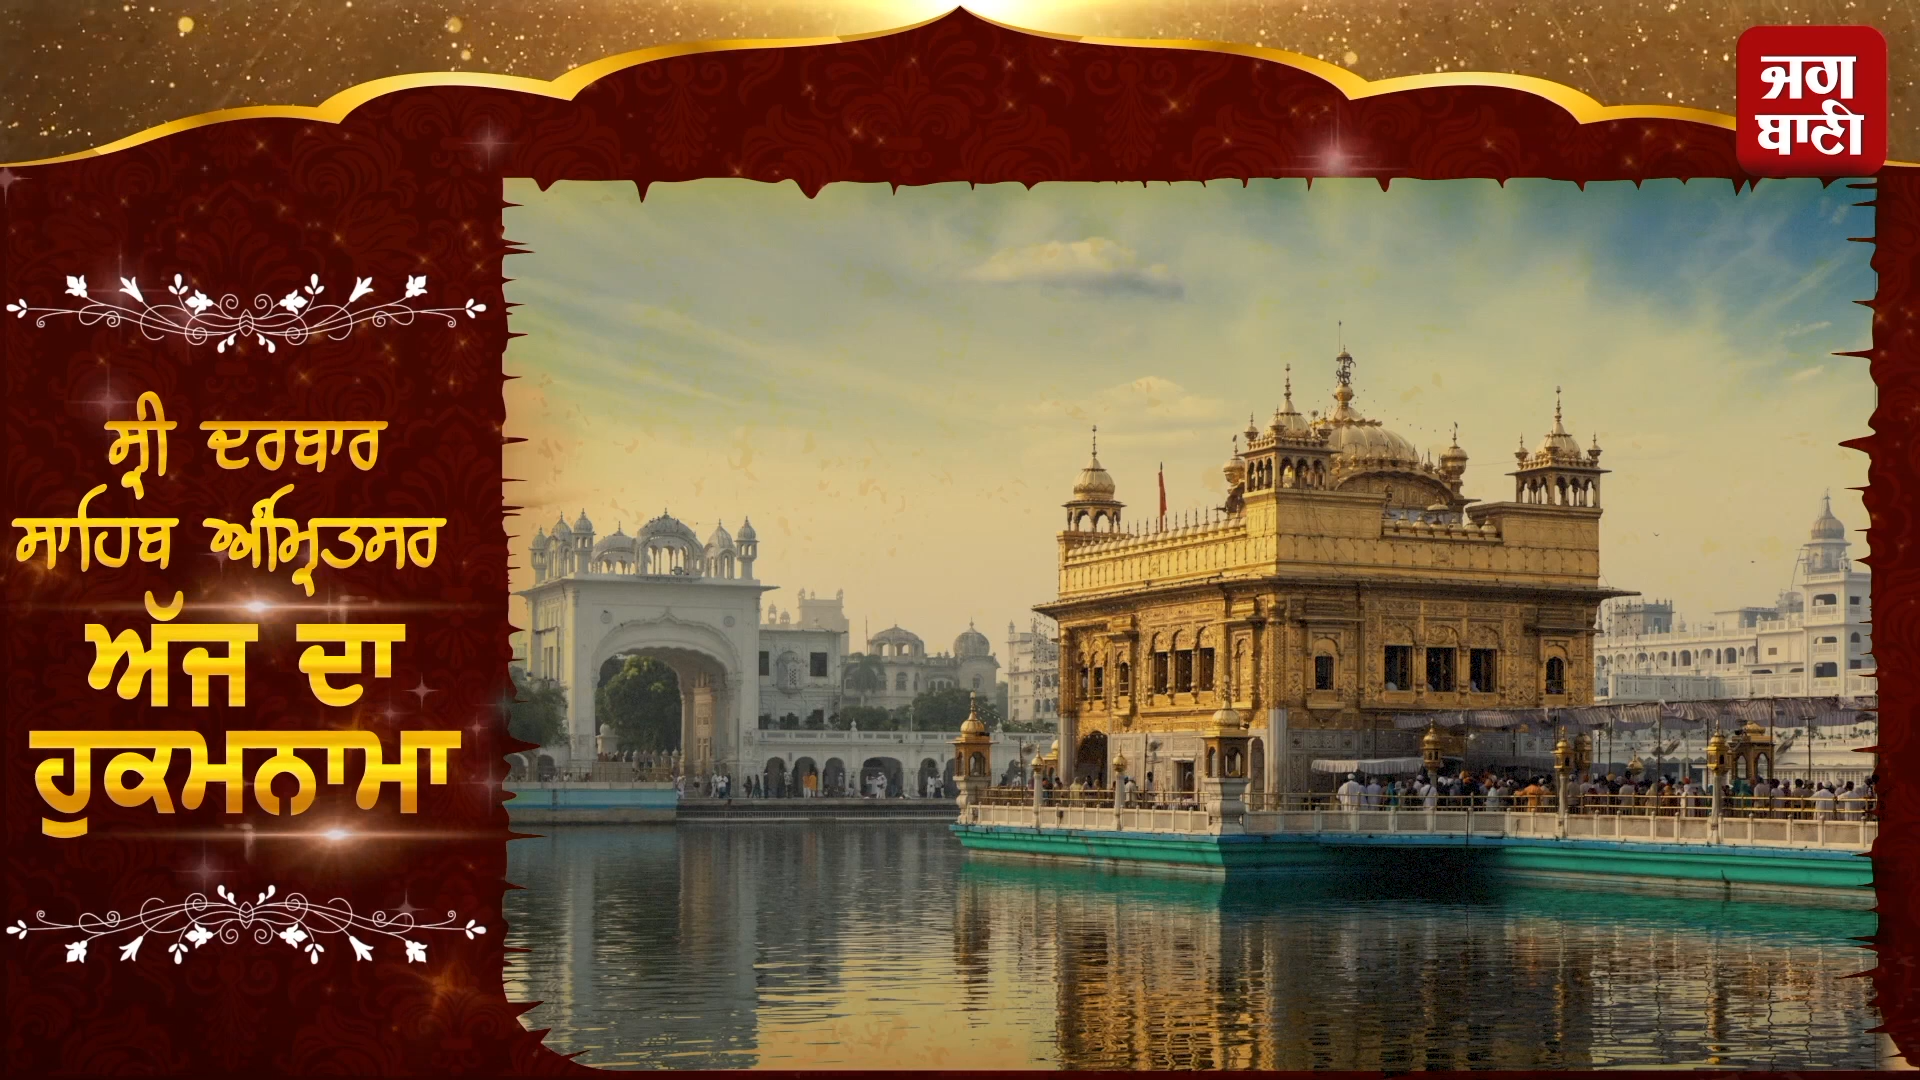 ਜਗ
ਬਾਣੀ
ਸ੍ਰੀ ਦਰਬਾਰ
ਸਾਹਿਬ ਅੰਮ੍ਰਿਤਸਰ
ਅੱਜ ਦਾ
ਹੁਕਮਨਾਮਾ